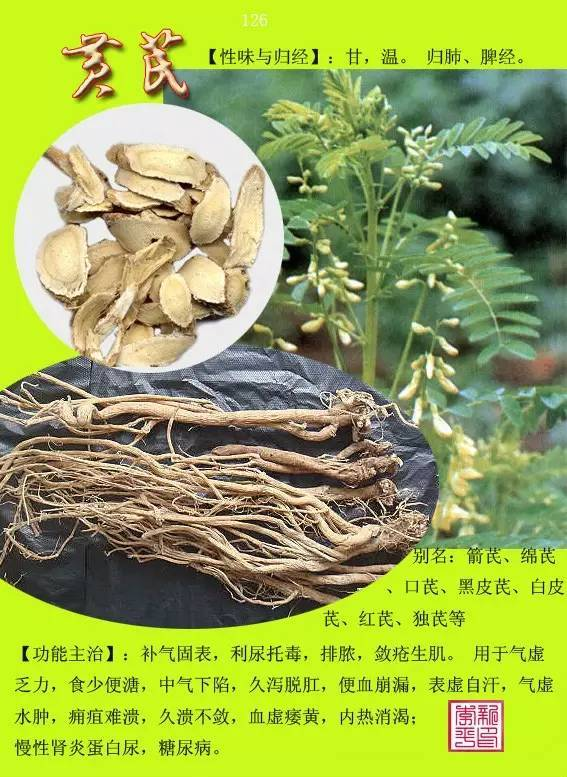 126
黄芪
【性味与归经】：甘，温。 归肺、脾经。
别名：箭芪、绵芪
、口芪、黑皮芪、白皮
芪、红芪、独芪等
【功能主治】：补气固表，利尿托毒，排脓，敛疮生肌。 用于气虚
乏力，食少便溏，中气下陷，久泻脱肛，便血崩漏，表虚自汗，气虚
水肿，痈疽难溃，久溃不敛，血虚痿黄，内热消渴；
慢性肾炎蛋白尿，糖尿病。